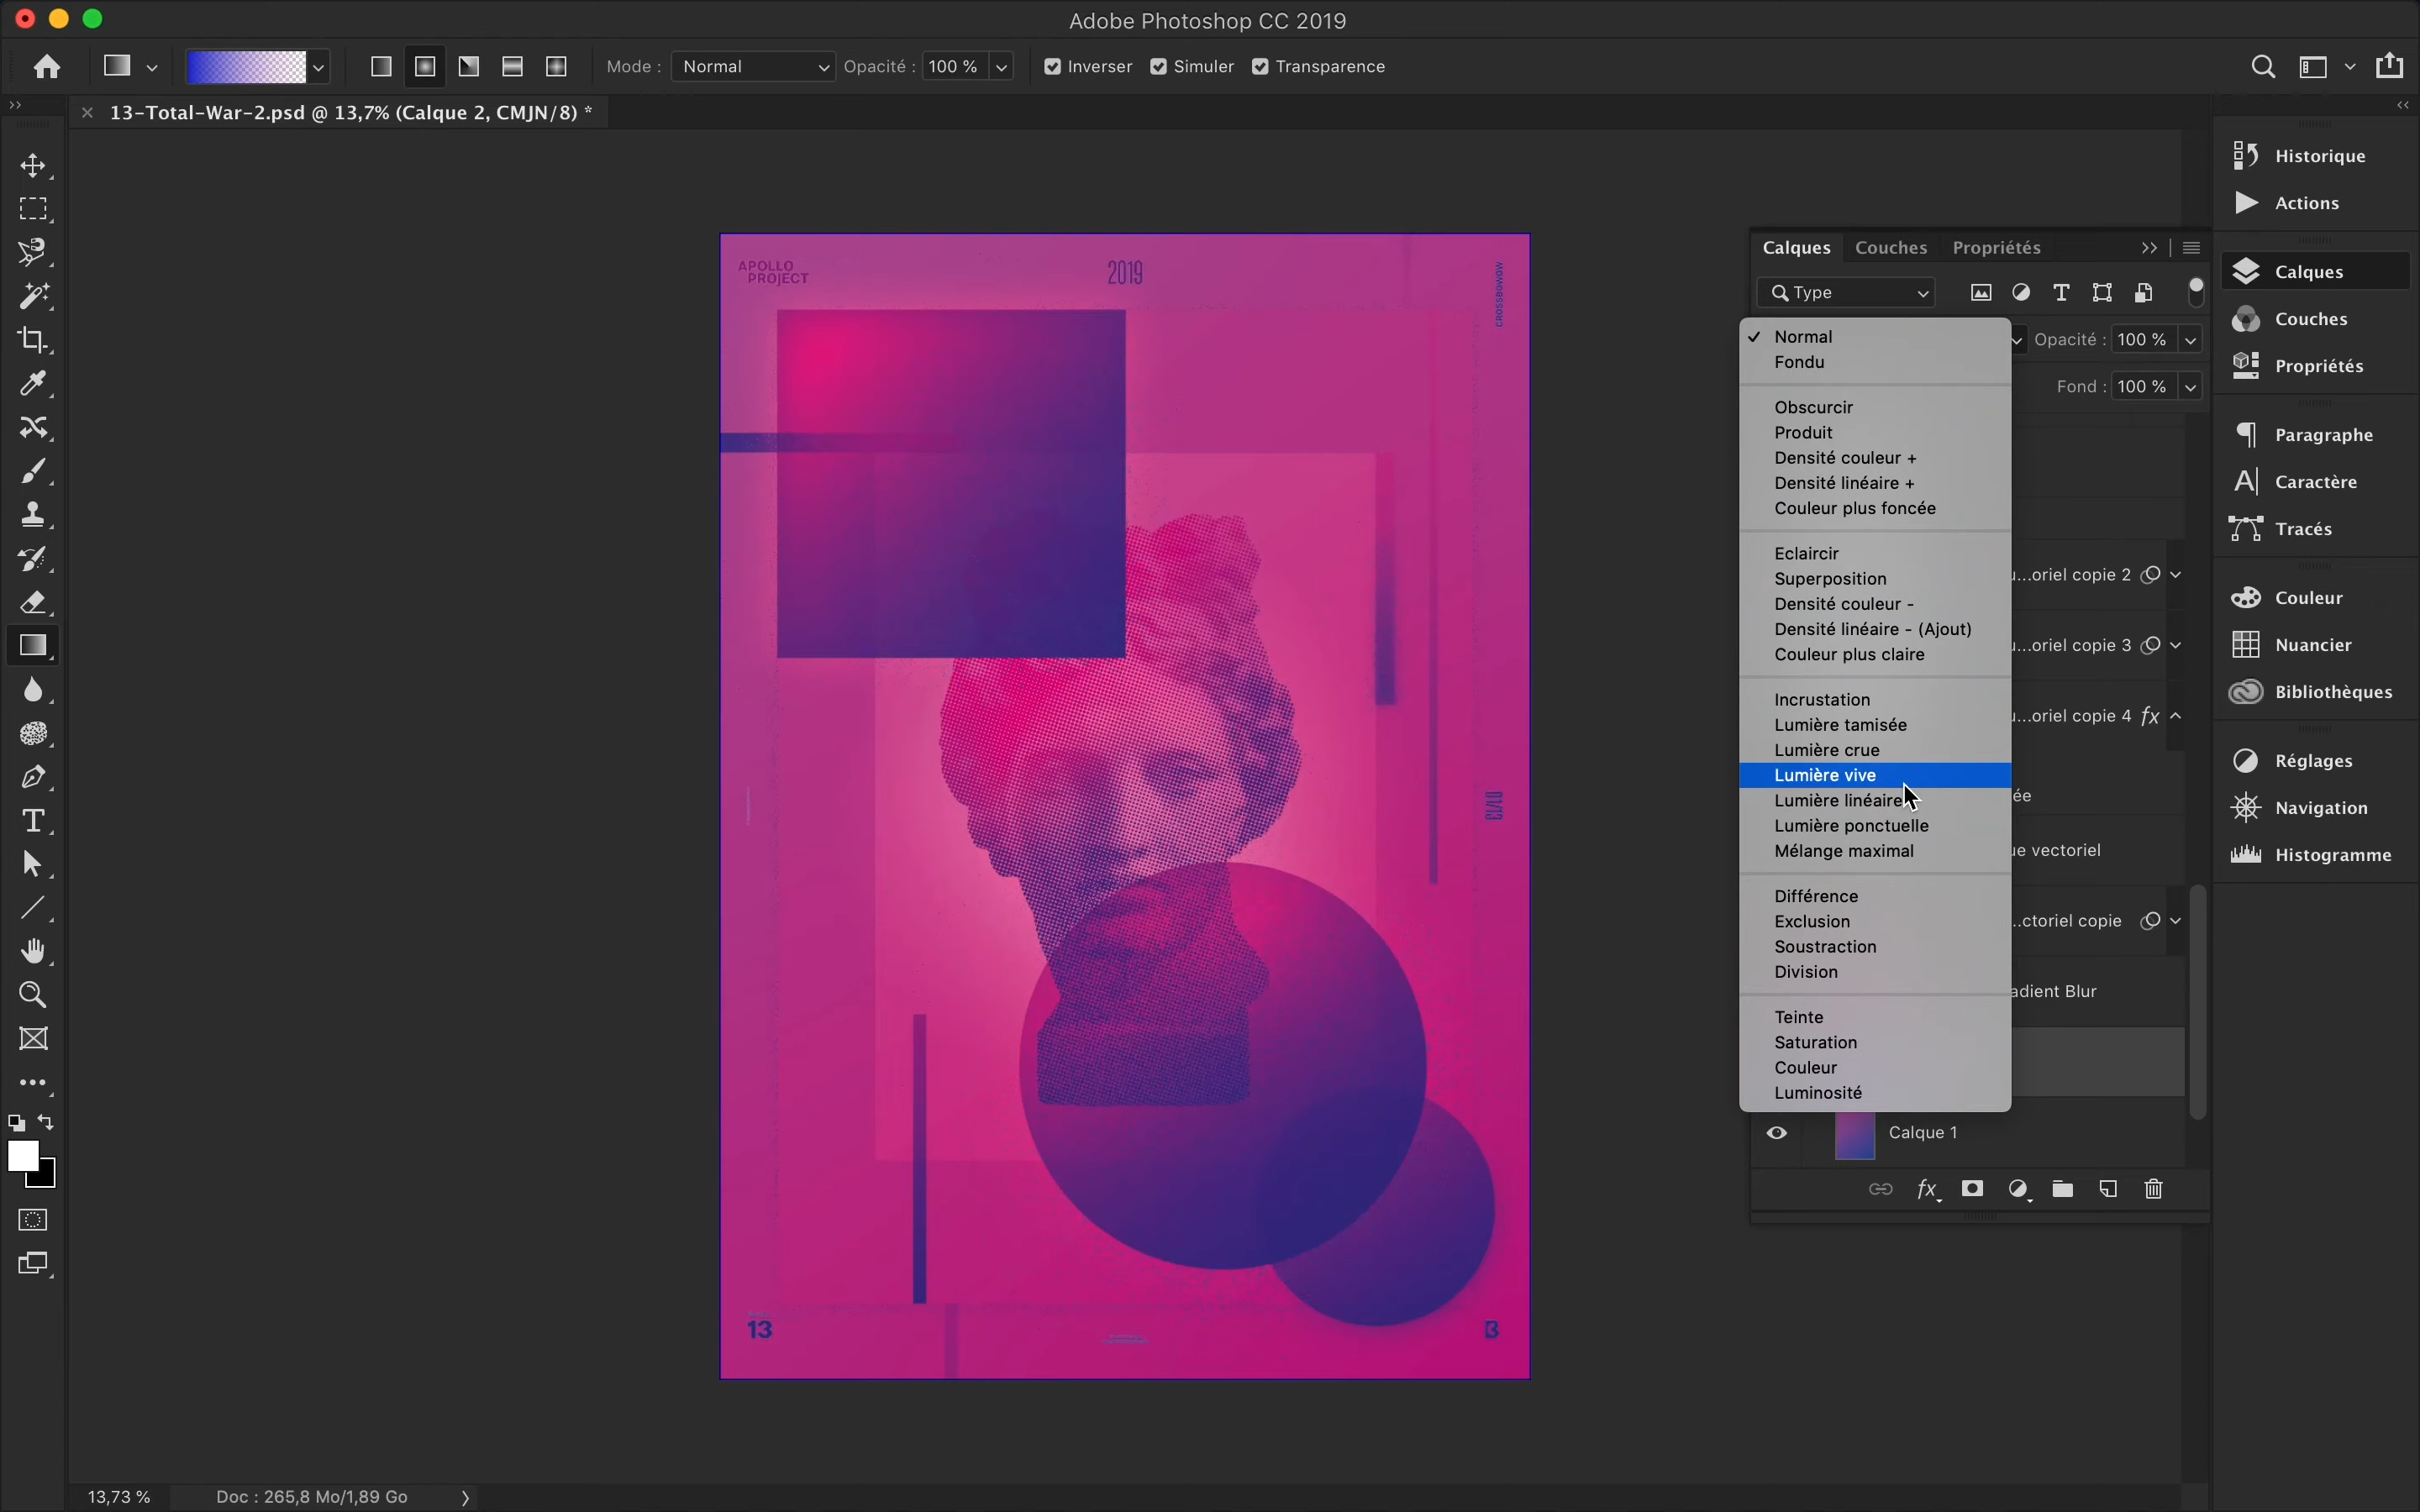 Adobe Photoshop CC 2019
Mode : Normal Opacité : 100 % Inverser Simuler Transparence
13-Total-War-2.psd @ 13,7% (Calque 2, CMJN/8) *
APOLLO
PROJECT
2019
CROSSBOWOW
01/13
13
B
Calques Couches Propriétés
Type
Opacité : 100 %
Fond : 100 %
Normal
Fondu
Obscurcir
Produit
Densité couleur +
Densité linéaire +
Couleur plus foncée
Eclaircir
Superposition
Densité couleur -
Densité linéaire - (Ajout)
Couleur plus claire
Incrustation
Lumière tamisée
Lumière crue
Lumière vive
Lumière linéaire
Lumière ponctuelle
Mélange maximal
Différence
Exclusion
Soustraction
Division
Teinte
Saturation
Couleur
Luminosité
...oriel copie 2
...oriel copie 3
...oriel copie 4 fx
ée
ue vectoriel
...ctoriel copie
adient Blur
Calque 1
fx
Historique
Actions
Calques
Couches
Propriétés
Paragraphe
Caractère
Tracés
Couleur
Nuancier
Bibliothèques
Réglages
Navigation
Histogramme
13,73 % Doc : 265,8 Mo/1,89 Go